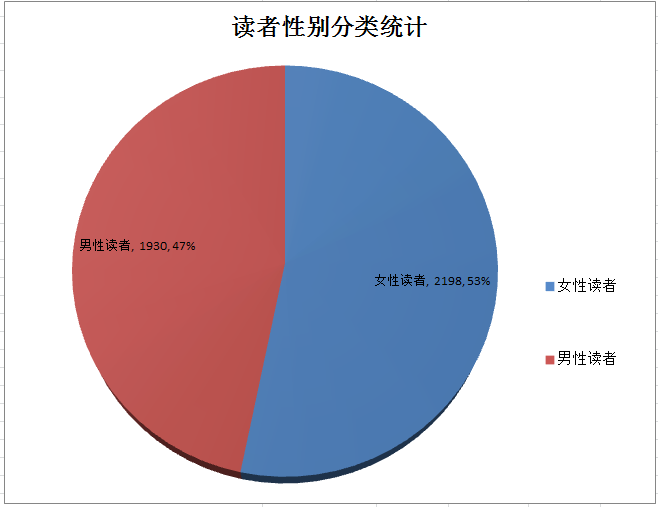 读者性别分类统计
男性读者, 1930, 47%
女性读者, 2198, 53%
女性读者
男性读者